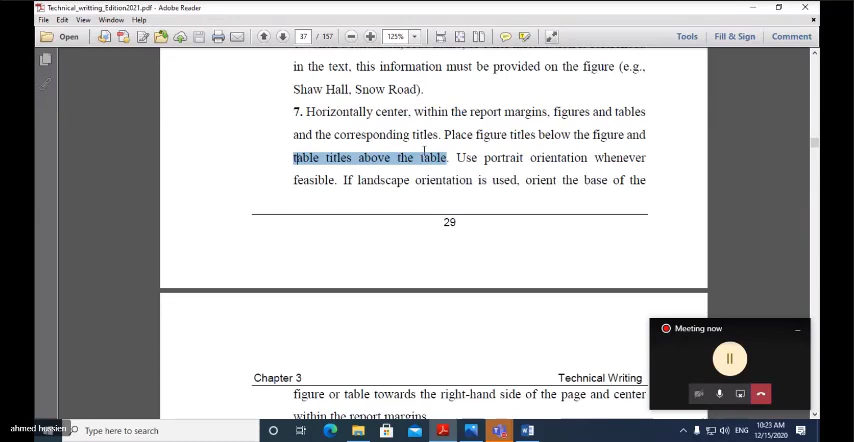 Technical_writting_Edition2021.pdf - Adobe Reader
File Edit View Window Help
Open 37 / 157 125% Tools Fill & Sign Comment
in the text, this information must be provided on the figure (e.g.,
Shaw Hall, Snow Road).
7. Horizontally center, within the report margins, figures and tables
and the corresponding titles. Place figure titles below the figure and
table titles above the table. Use portrait orientation whenever
feasible. If landscape orientation is used, orient the base of the
29
Meeting now
Chapter 3 Technical Writing
figure or table towards the right-hand side of the page and center
within the report margins.
ahmed hussien
Type here to search
ENG
10:23 AM
12/15/2020